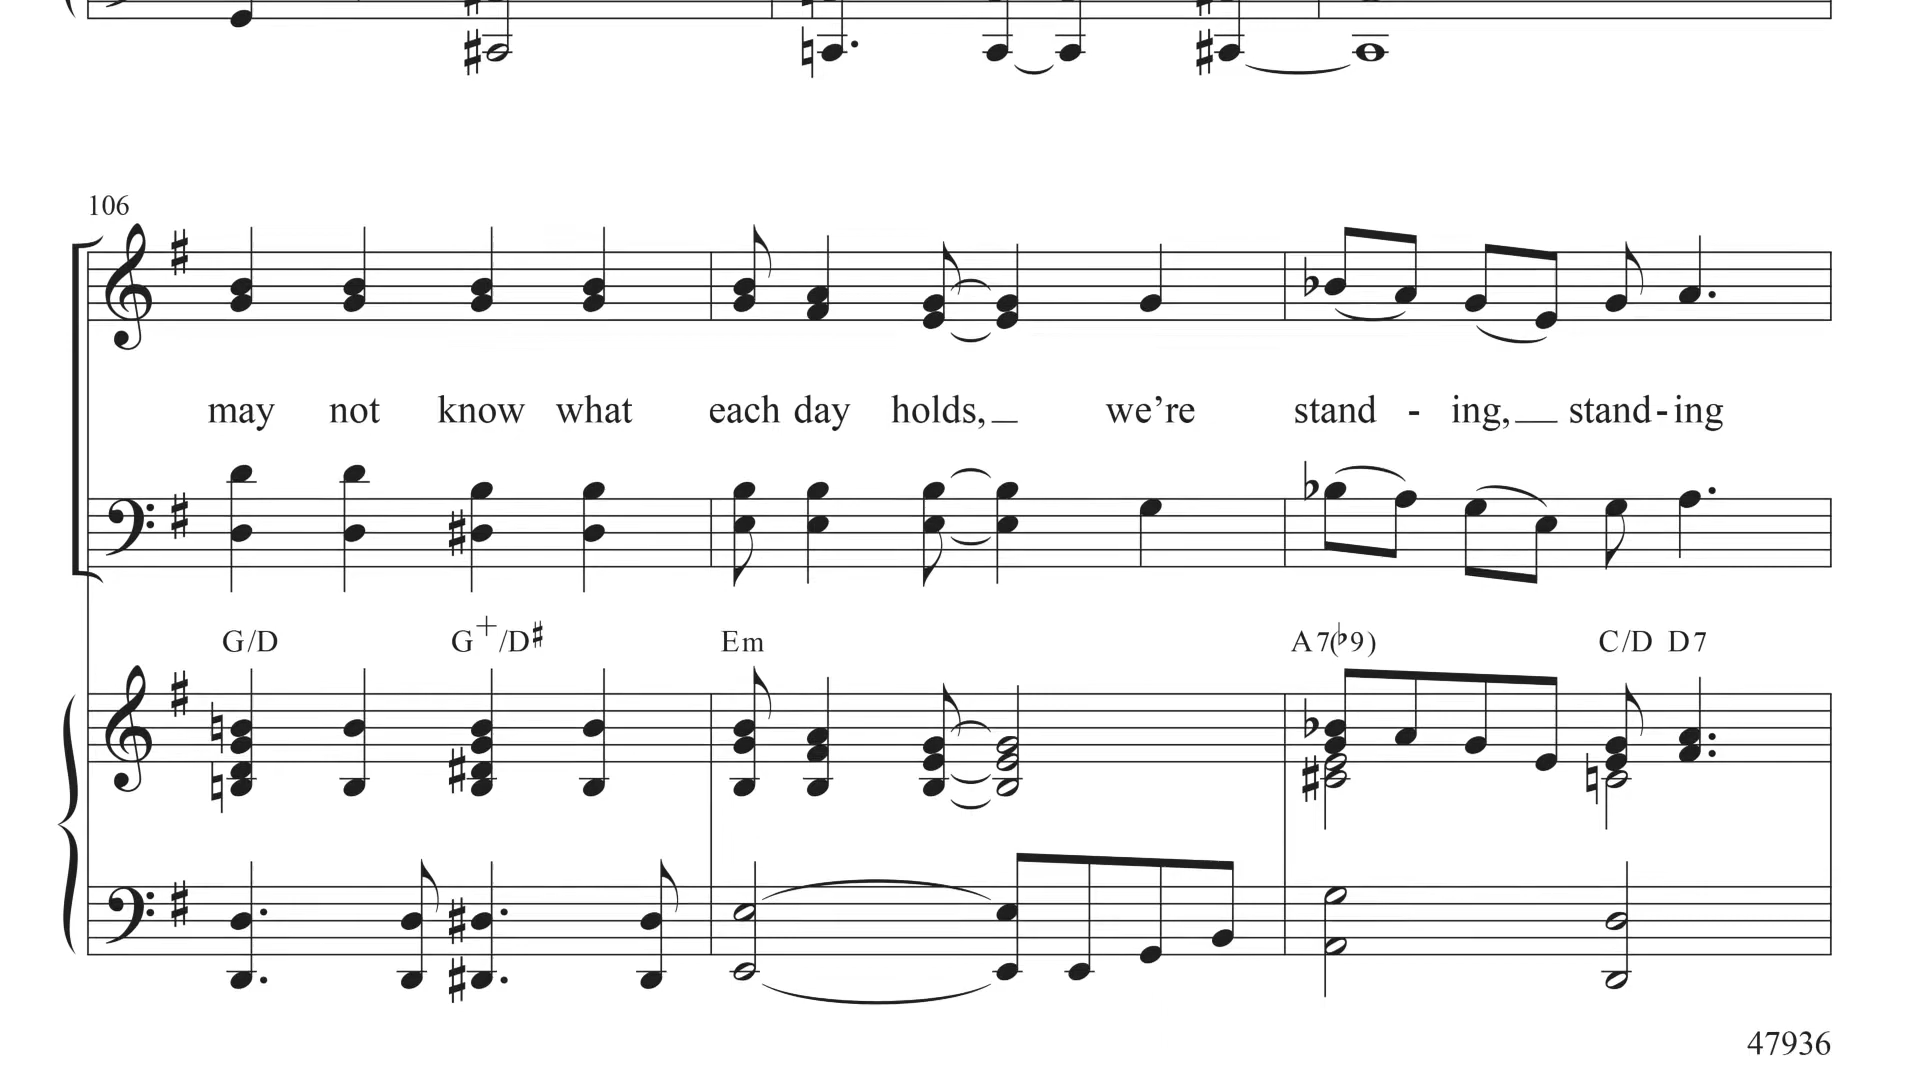 106
may not know what each day holds,_ we’re stand - ing,_ stand-ing
G/D G+/D♯ Em A7(♭9) C/D D7
47936